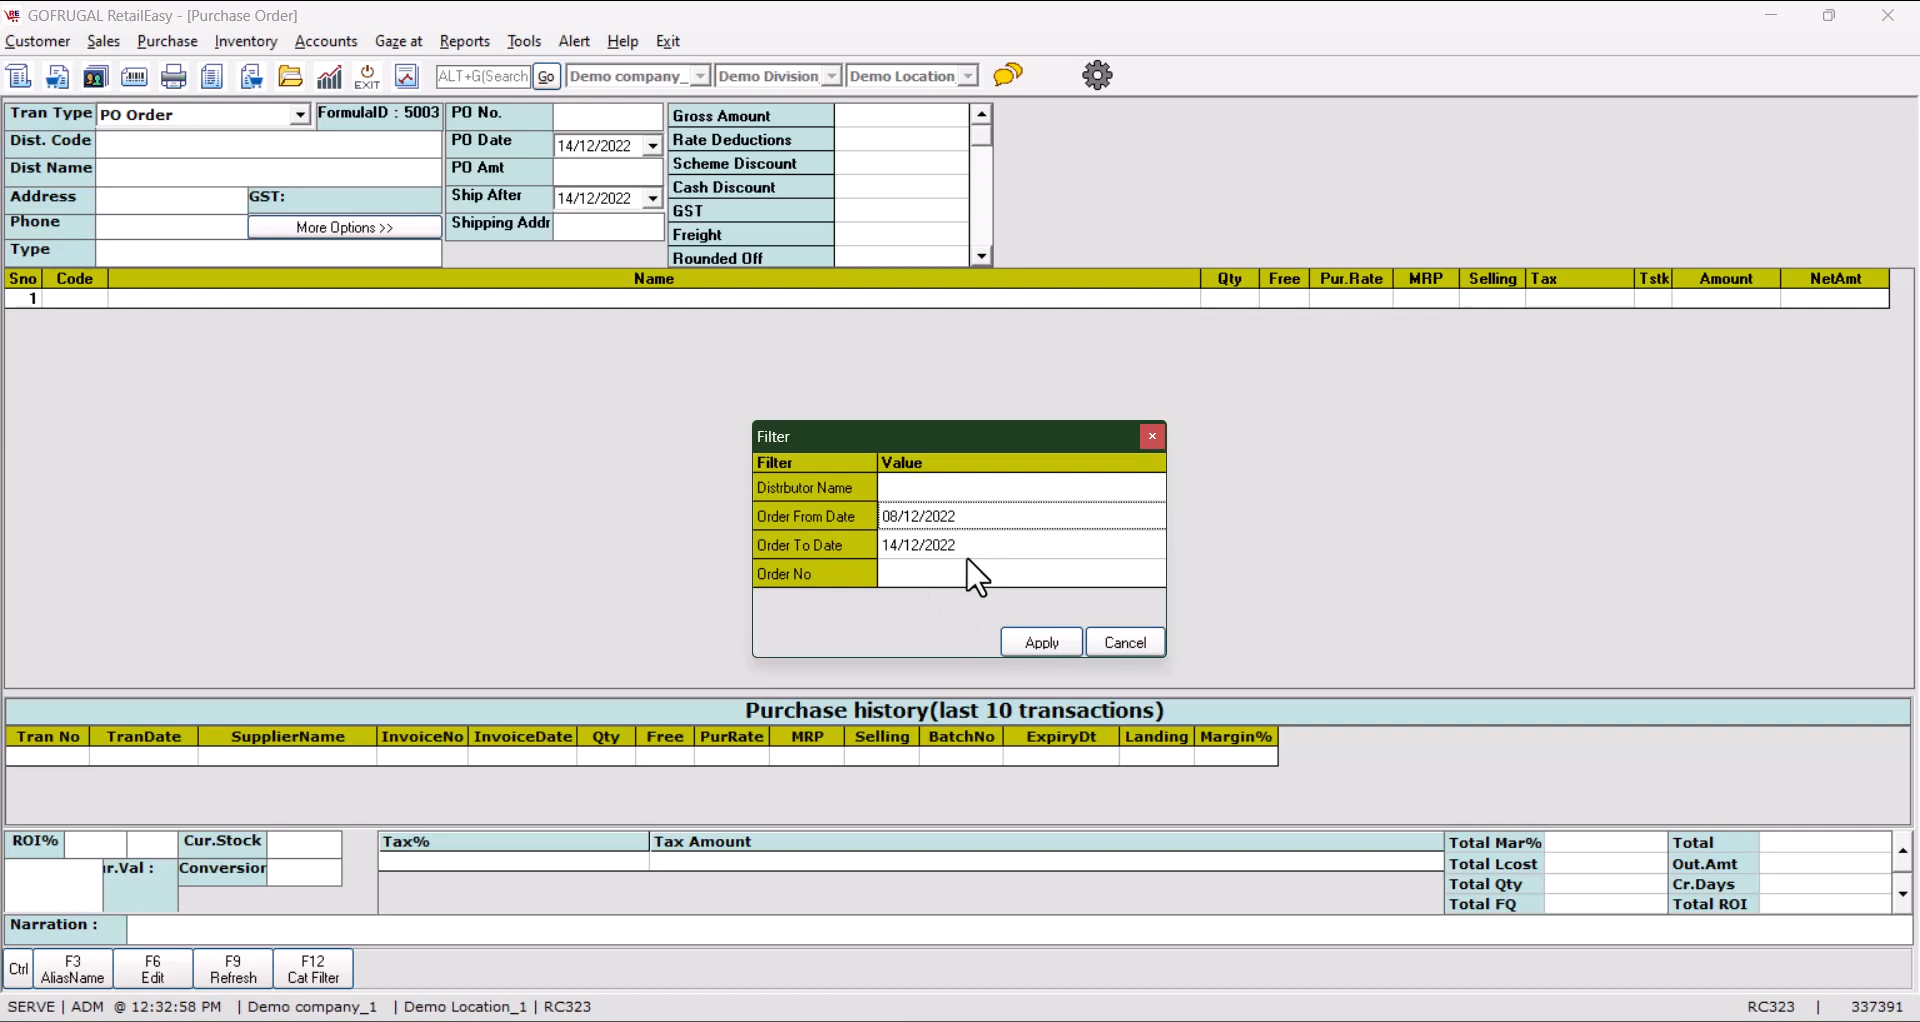 GOFRUGAL RetailEasy - [Purchase Order]
Customer Sales Purchase Inventory Accounts Gaze at Reports Tools Alert Help Exit
EXIT ALT+G(Search Go Demo company_ Demo Division Demo Location
Tran Type PO Order FormulaID : 5003 PO No. Gross Amount
Dist. Code PO Date 14/12/2022 Rate Deductions
Dist Name PO Amt Scheme Discount
Address GST: Ship After 14/12/2022 Cash Discount
Phone More Options >> Shipping Addr GST
Freight
Type Rounded Off
Sno Code Name Qty Free Pur.Rate MRP Selling Tax Tstk Amount NetAmt
1
Filter
Filter Value
Distrbutor Name
Order From Date 08/12/2022
Order To Date 14/12/2022
Order No
Apply Cancel
Purchase history(last 10 transactions)
Tran No TranDate SupplierName InvoiceNo InvoiceDate Qty Free PurRate MRP Selling BatchNo ExpiryDt Landing Margin%
ROI% Cur.Stock Tax% Tax Amount Total Mar% Total
ır.Val : Conversior Total Lcost Out.Amt
Total Qty Cr.Days
Total FQ Total ROI
Narration :
Ctrl F3 AliasName F6 Edit F9 Refresh F12 Cat Filter
SERVE | ADM @ 12:32:58 PM | Demo company_1 | Demo Location_1 | RC323 RC323 | 337391